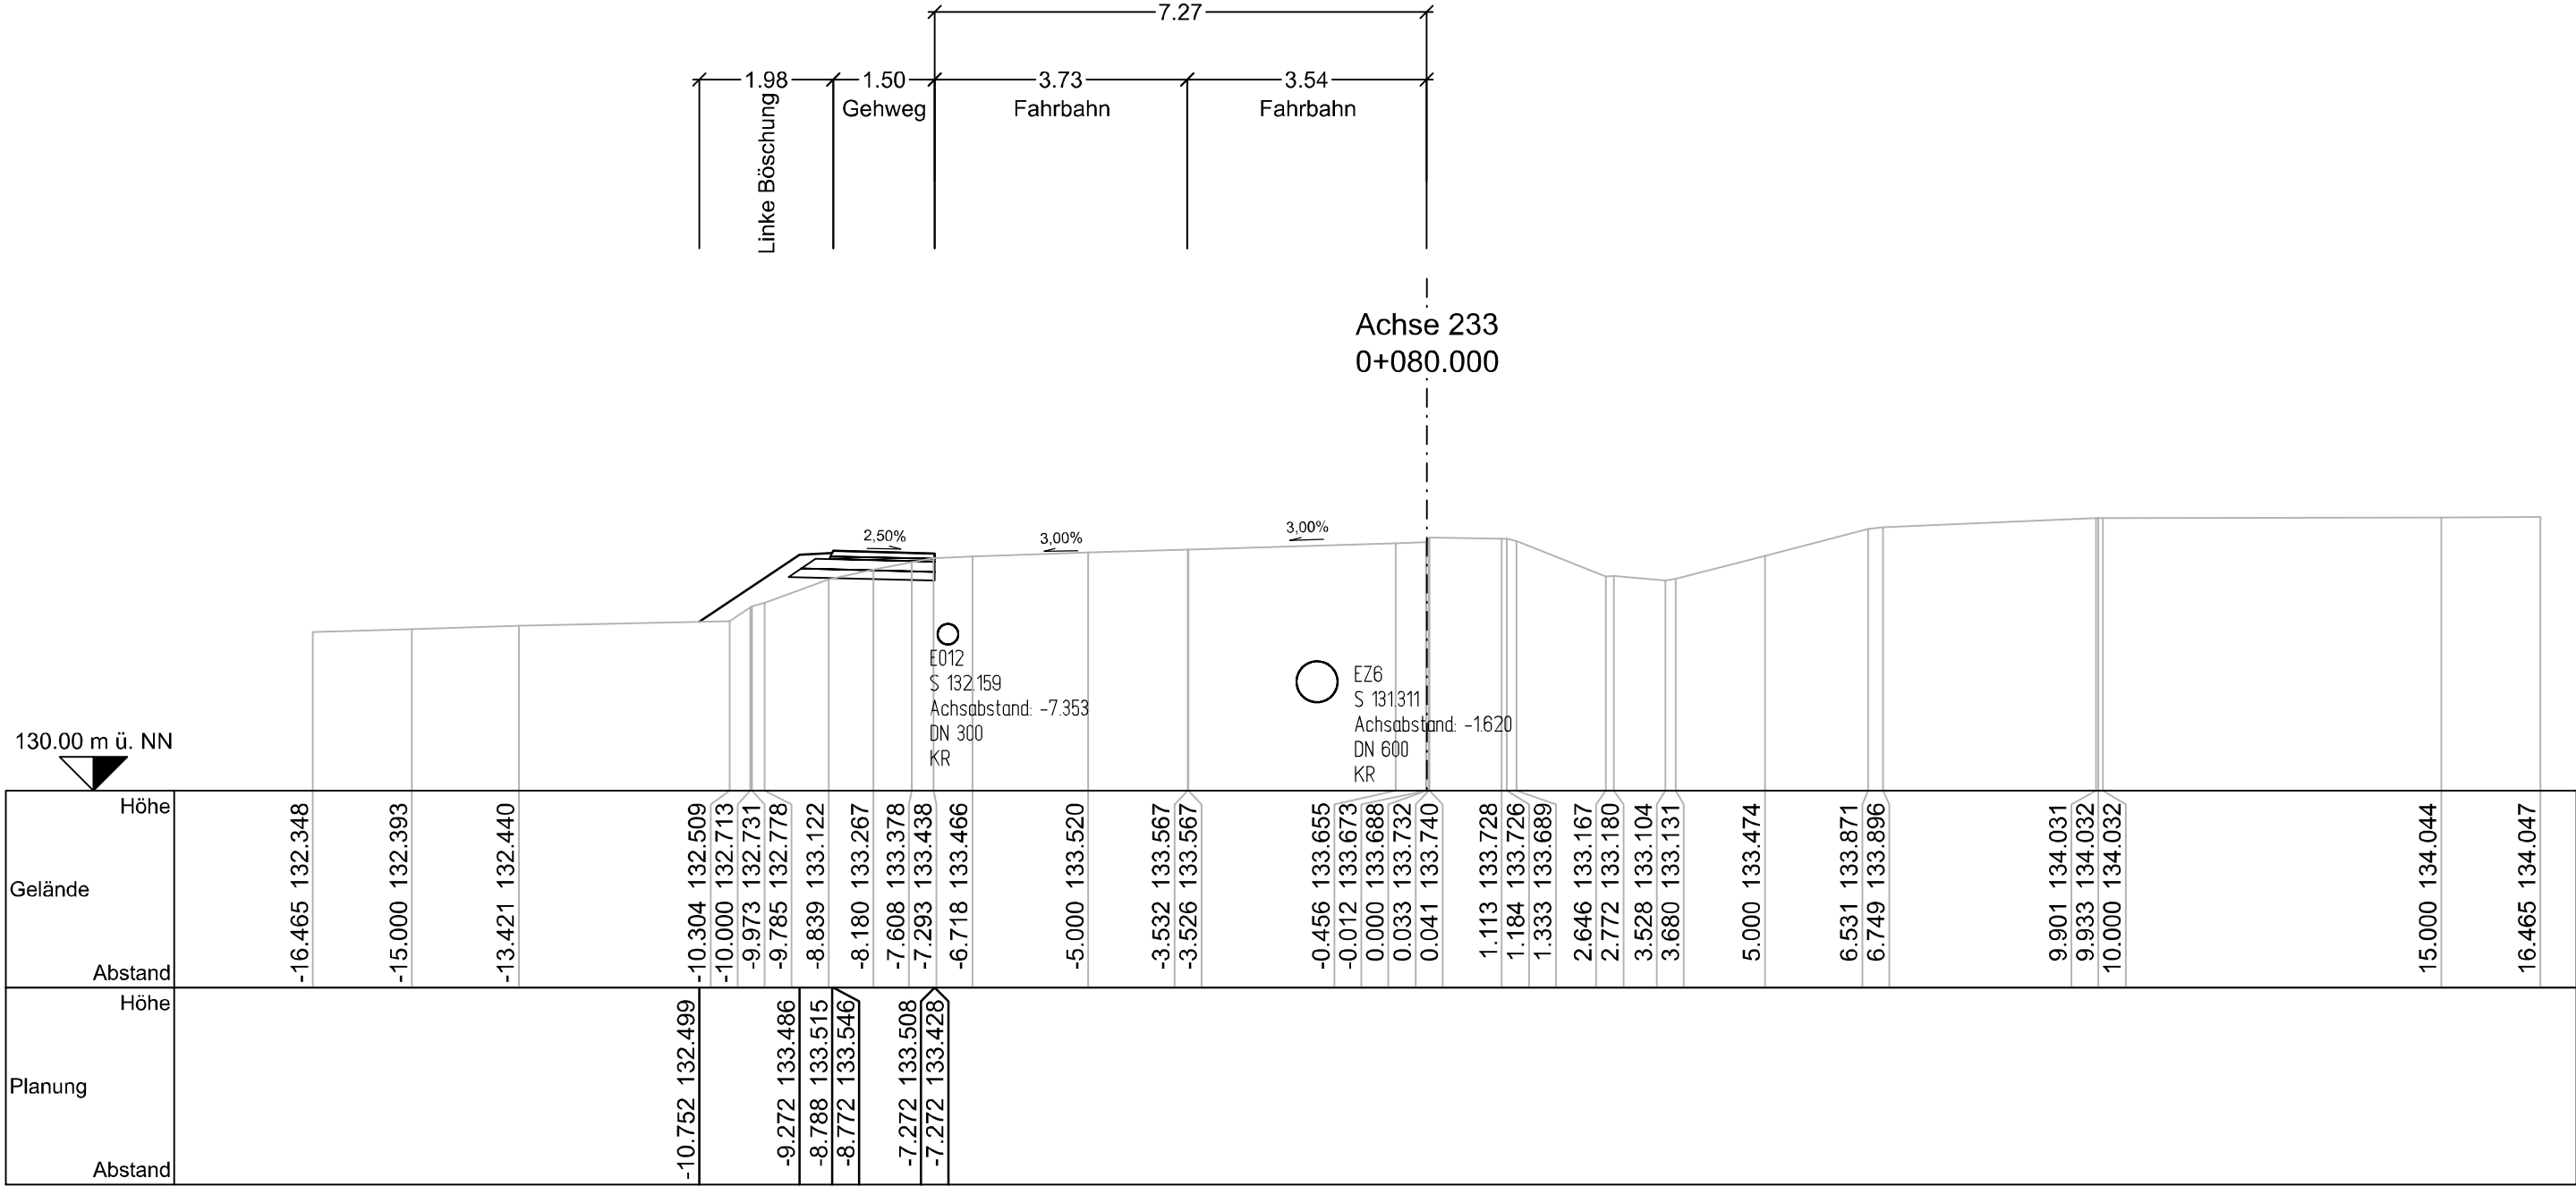 7.27
1.98
1.50
3.73
3.54
Linke Böschung
Gehweg
Fahrbahn
Fahrbahn
Achse 233
0+080.000
2,50%
3,00%
3,00%
E012
S 132.159
Achsabstand: -7.353
DN 300
KR
EZ6
S 131.311
Achsabstand: -1.620
DN 600
KR
130.00 m ü. NN
Höhe
Gelände
Abstand
-16.465 132.348
-15.000 132.393
-13.421 132.440
-10.304 132.509
-10.000 132.713
-9.973 132.731
-9.785 132.778
-8.839 133.122
-8.180 133.267
-7.608 133.378
-7.293 133.438
-6.718 133.466
-5.000 133.520
-3.532 133.567
-3.526 133.567
-0.456 133.655
-0.012 133.673
0.000 133.688
0.033 133.732
0.041 133.740
1.113 133.728
1.184 133.726
1.333 133.689
2.646 133.167
2.772 133.180
3.528 133.104
3.680 133.131
5.000 133.474
6.531 133.871
6.749 133.896
9.901 134.031
9.933 134.032
10.000 134.032
15.000 134.044
16.465 134.047
Höhe
Planung
Abstand
-10.752 132.499
-9.272 133.486
-8.788 133.515
-8.772 133.546
-7.272 133.508
-7.272 133.428